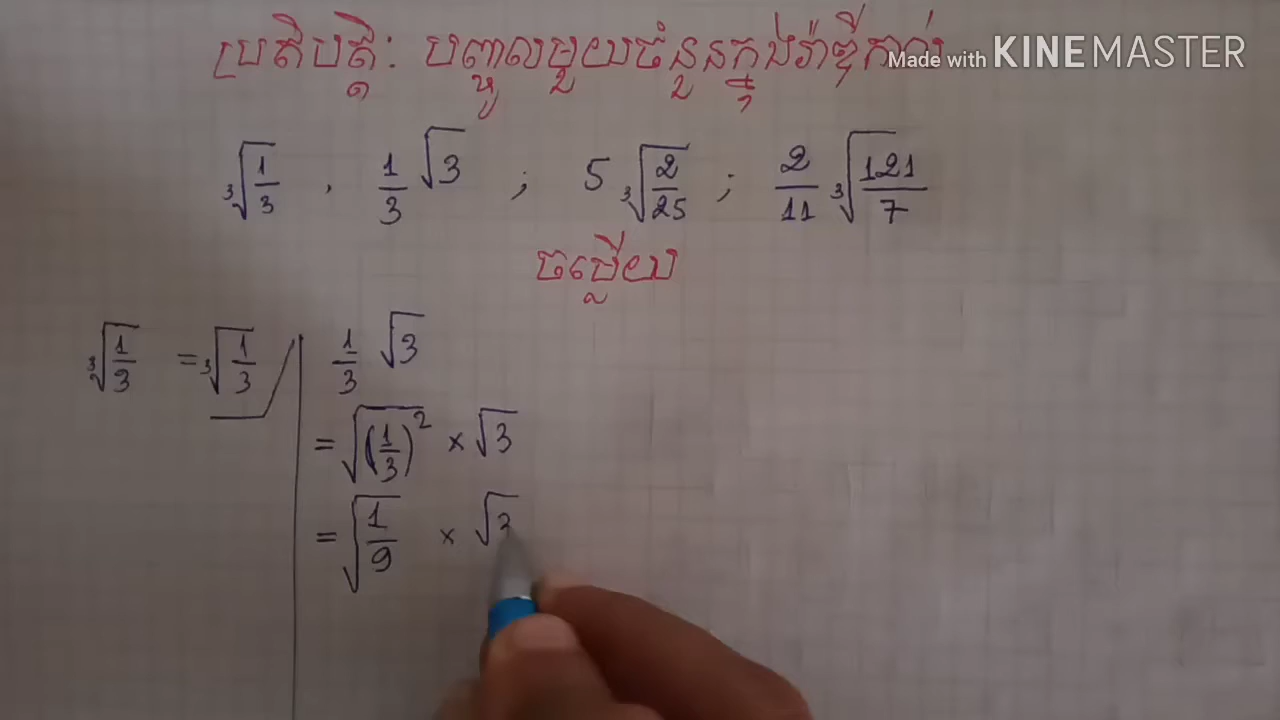 ប្រតិបត្តិ: បញ្ចូលមួយចំនួនក្នុងរ៉ាឌីកាល់
Made with KINEMASTER
∛(1/3) , 1/3 √3 ; 5 ∛(2/25) ; 2/11 ∛(121/7)
ចម្លើយ
∛(1/3) = ∛(1/3)
1/3 √3
= √(1/3)² × √3
= √(1/9) × √3